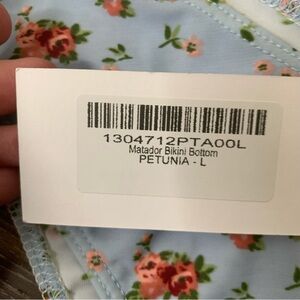 1304712PTA00L
Matador Bikini Bottom
PETUNIA - L